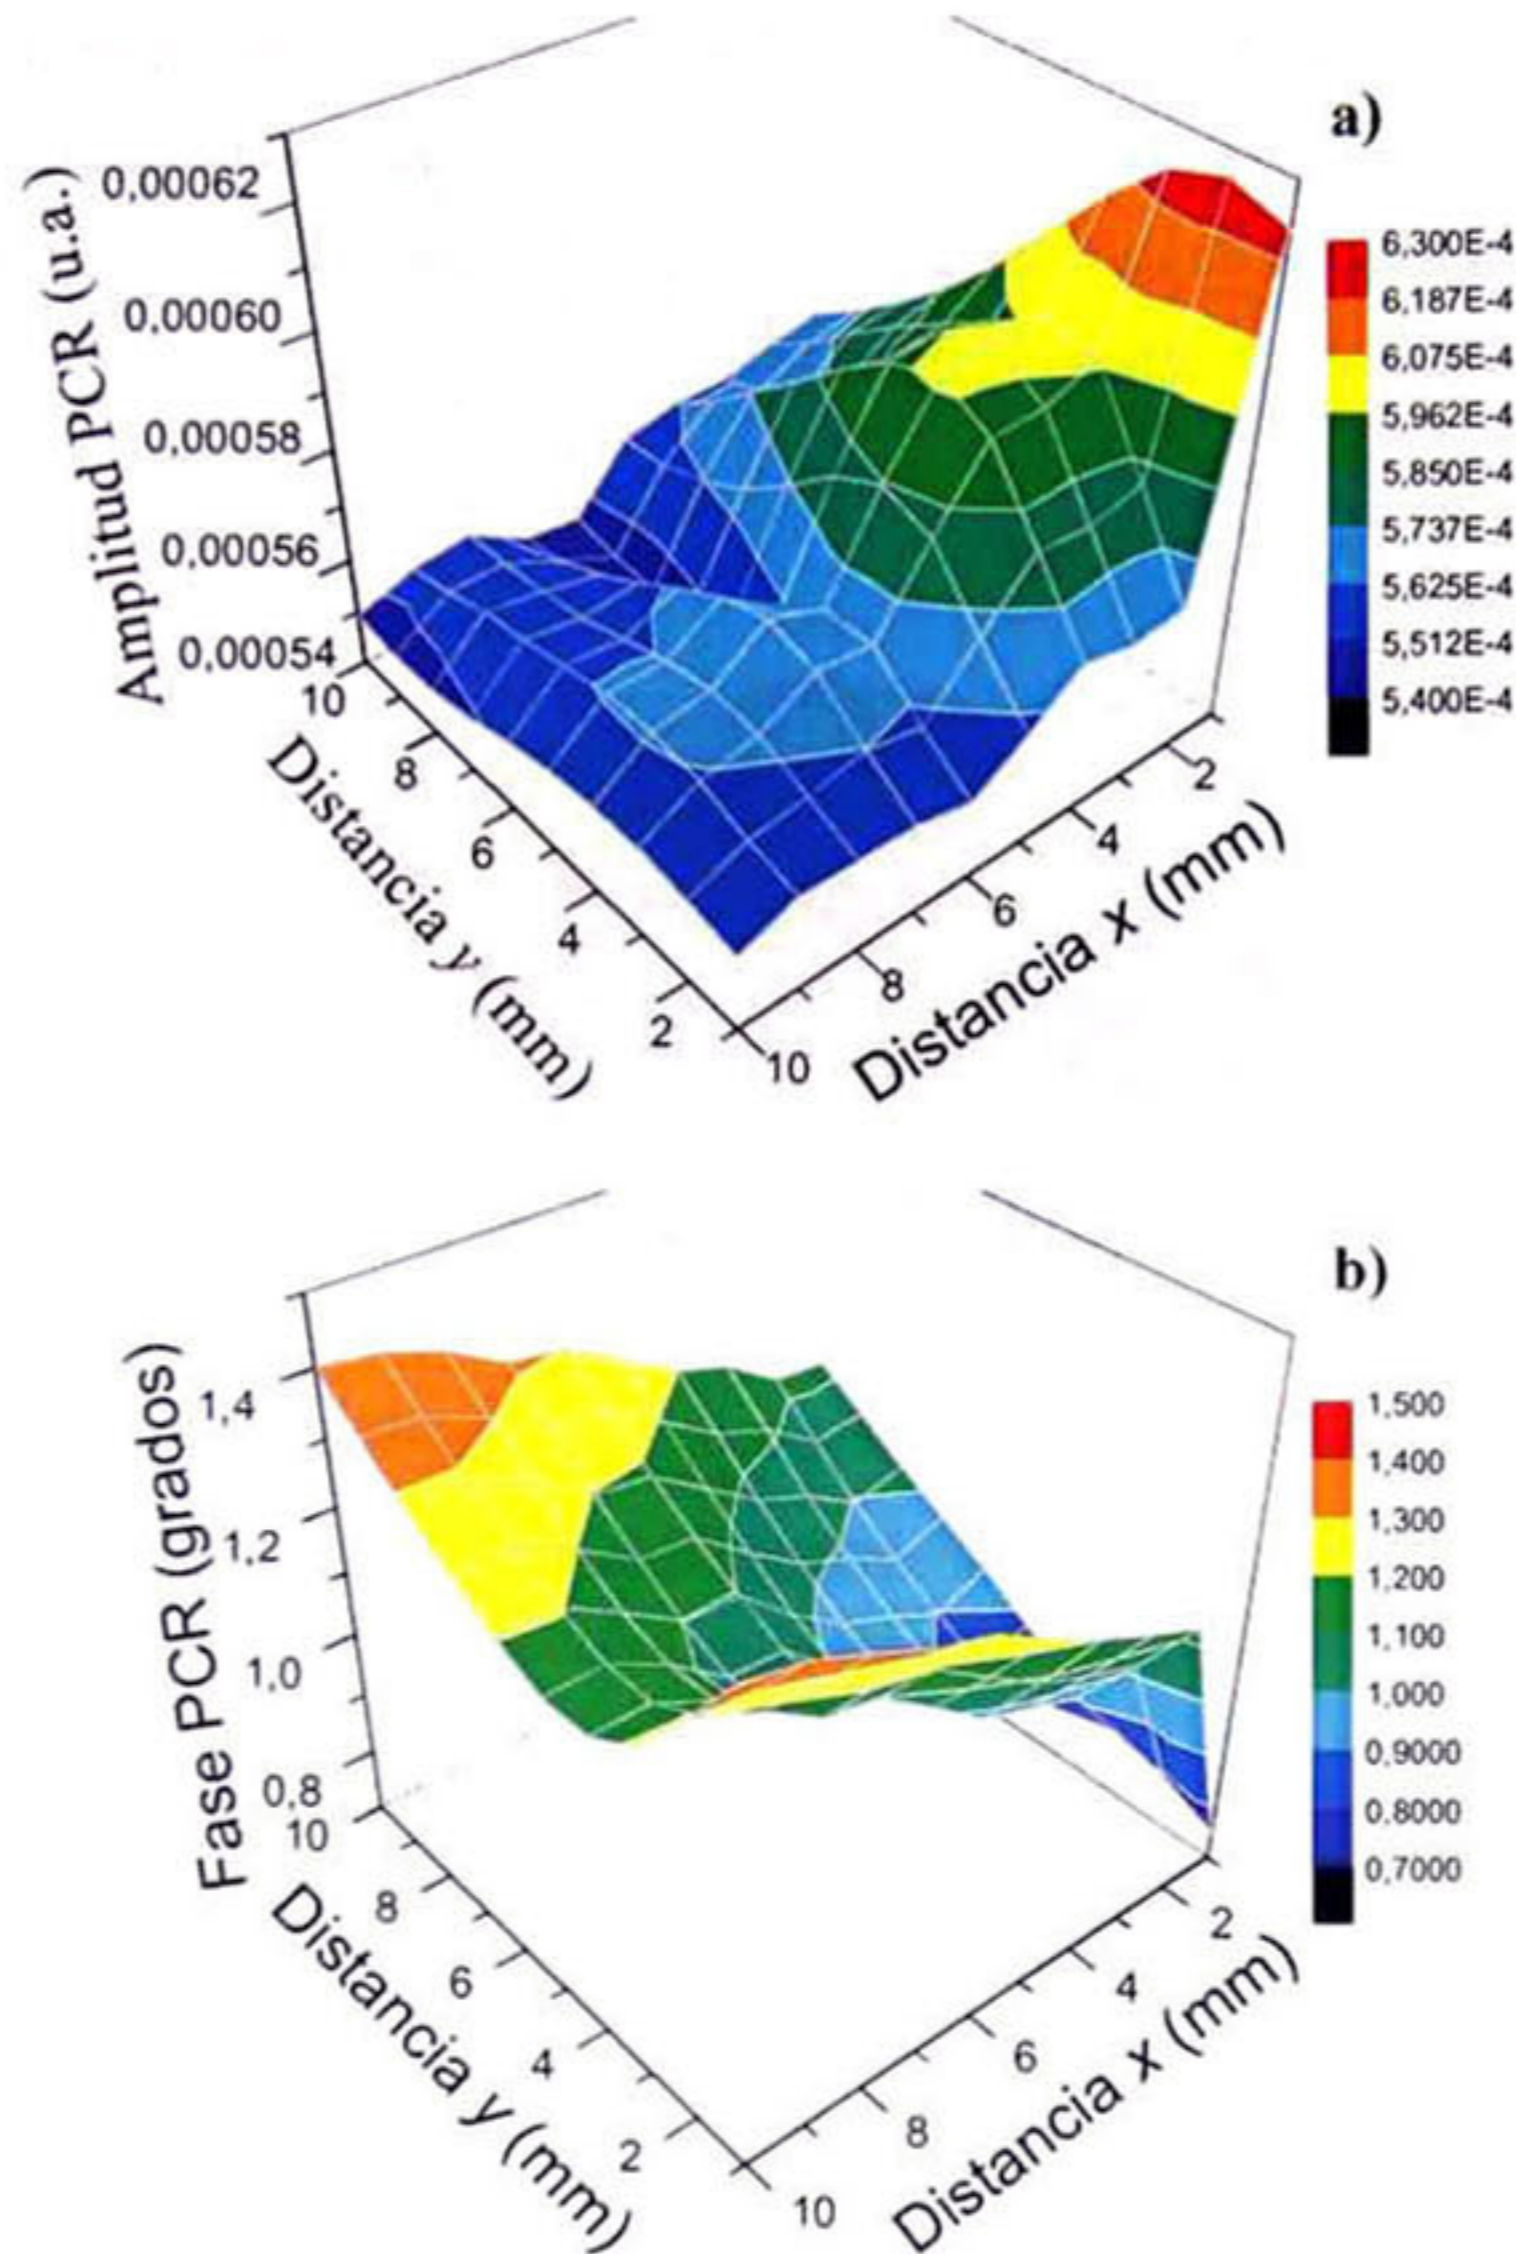 a)
Amplitud PCR (u.a.)
0,00062
0,00060
0,00058
0,00056
0,00054
10
8
6
4
2
Distancia y (mm)
10
8
6
4
2
Distancia x (mm)
6,300E-4
6,187E-4
6,075E-4
5,962E-4
5,850E-4
5,737E-4
5,625E-4
5,512E-4
5,400E-4
b)
Fase PCR (grados)
1,4
1,2
1,0
0,8
10
8
6
4
2
Distancia y (mm)
10
8
6
4
2
Distancia x (mm)
1,500
1,400
1,300
1,200
1,100
1,000
0.9000
0.8000
0,7000